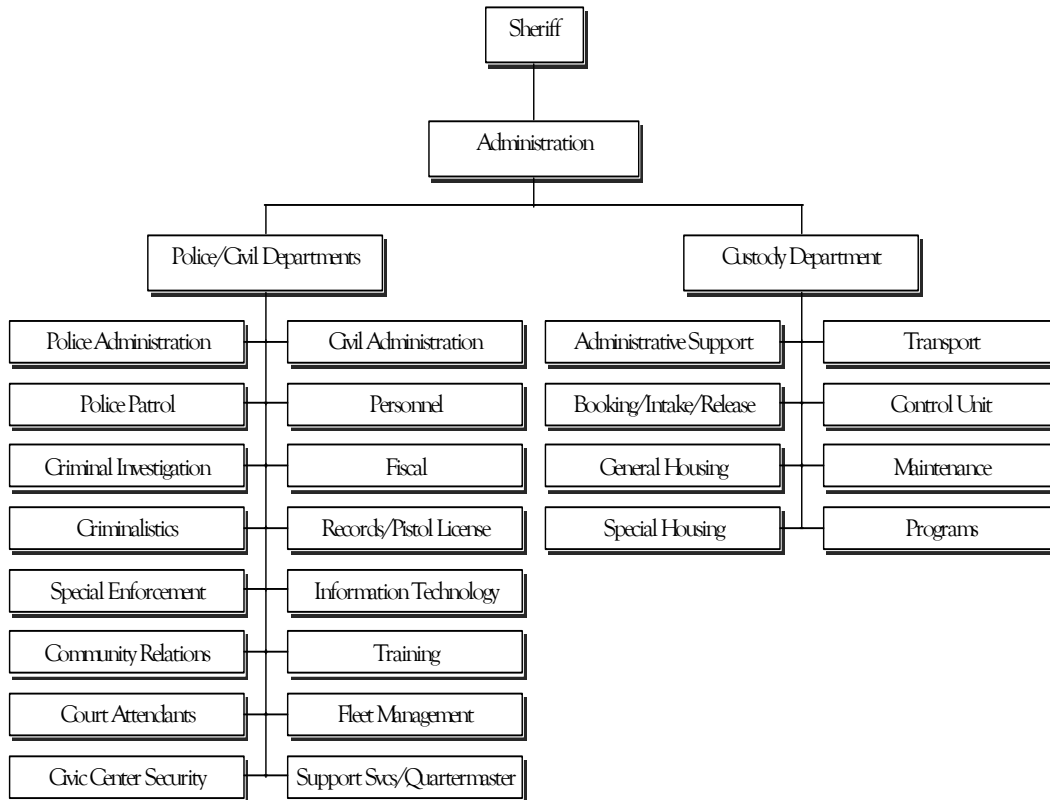 Sheriff
Administration
Police/Civil Departments
Custody Department
Police Administration
Civil Administration
Administrative Support
Transport
Police Patrol
Personnel
Booking/Intake/Release
Control Unit
Criminal Investigation
Fiscal
General Housing
Maintenance
Criminalistics
Records/Pistol License
Special Housing
Programs
Special Enforcement
Information Technology
Community Relations
Training
Court Attendants
Fleet Management
Civic Center Security
Support Svcs/Quartermaster